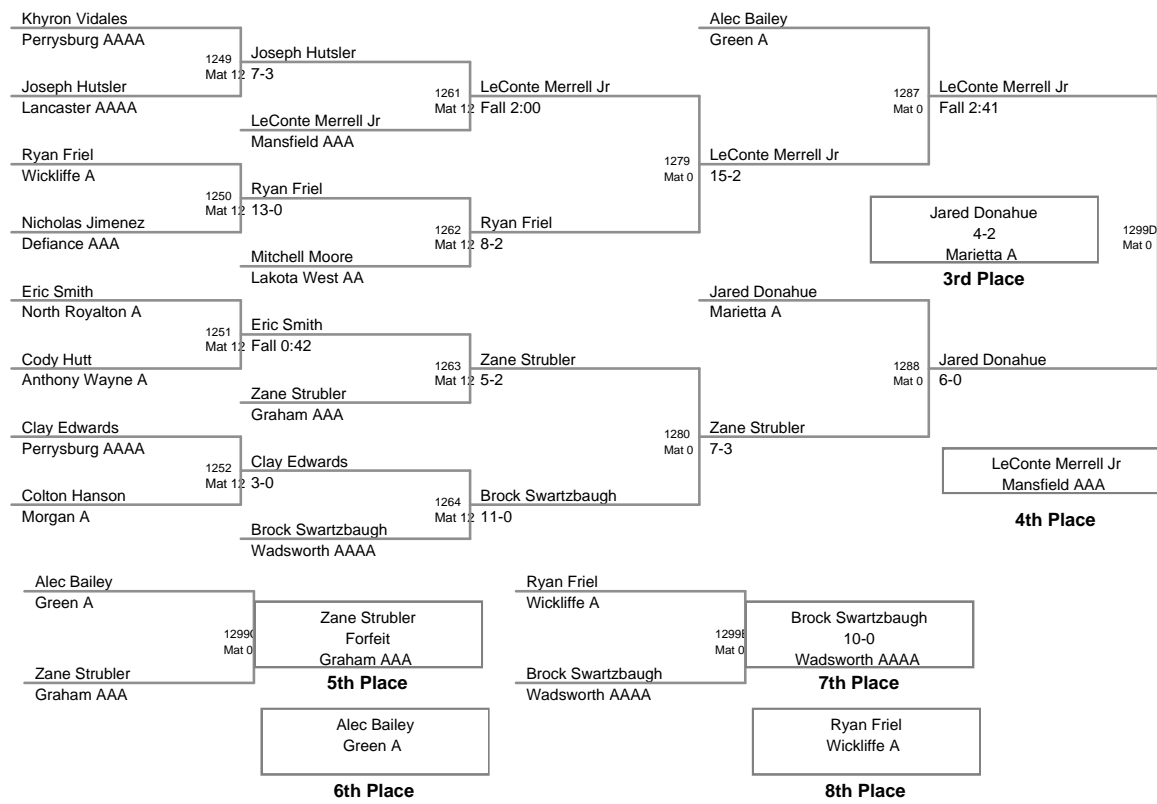 Khyron Vidales
Perrysburg AAAA
1249
Mat 12
Joseph Hutsler
7-3
Joseph Hutsler
Lancaster AAAA
1261
Mat 12
LeConte Merrell Jr
Fall 2:00
LeConte Merrell Jr
Mansfield AAA
Ryan Friel
Wickliffe A
1250
Mat 12
Ryan Friel
13-0
Nicholas Jimenez
Defiance AAA
1262
Mat 12
Ryan Friel
8-2
Mitchell Moore
Lakota West AA
1279
Mat 0
LeConte Merrell Jr
15-2
Alec Bailey
Green A
1287
Mat 0
LeConte Merrell Jr
Fall 2:41
Jared Donahue
4-2
Marietta A
3rd Place
1299D
Mat 0
Eric Smith
North Royalton A
1251
Mat 12
Eric Smith
Fall 0:42
Cody Hutt
Anthony Wayne A
1263
Mat 12
Zane Strubler
5-2
Zane Strubler
Graham AAA
Clay Edwards
Perrysburg AAAA
1252
Mat 12
Clay Edwards
3-0
Colton Hanson
Morgan A
1264
Mat 12
Brock Swartzbaugh
11-0
Brock Swartzbaugh
Wadsworth AAAA
1280
Mat 0
Zane Strubler
7-3
Jared Donahue
Marietta A
1288
Mat 0
Jared Donahue
6-0
LeConte Merrell Jr
Mansfield AAA
4th Place
Alec Bailey
Green A
1299C
Mat 0
Zane Strubler
Forfeit
Graham AAA
5th Place
Zane Strubler
Graham AAA
Alec Bailey
Green A
6th Place
Ryan Friel
Wickliffe A
1299B
Mat 0
Brock Swartzbaugh
10-0
Wadsworth AAAA
7th Place
Brock Swartzbaugh
Wadsworth AAAA
Ryan Friel
Wickliffe A
8th Place